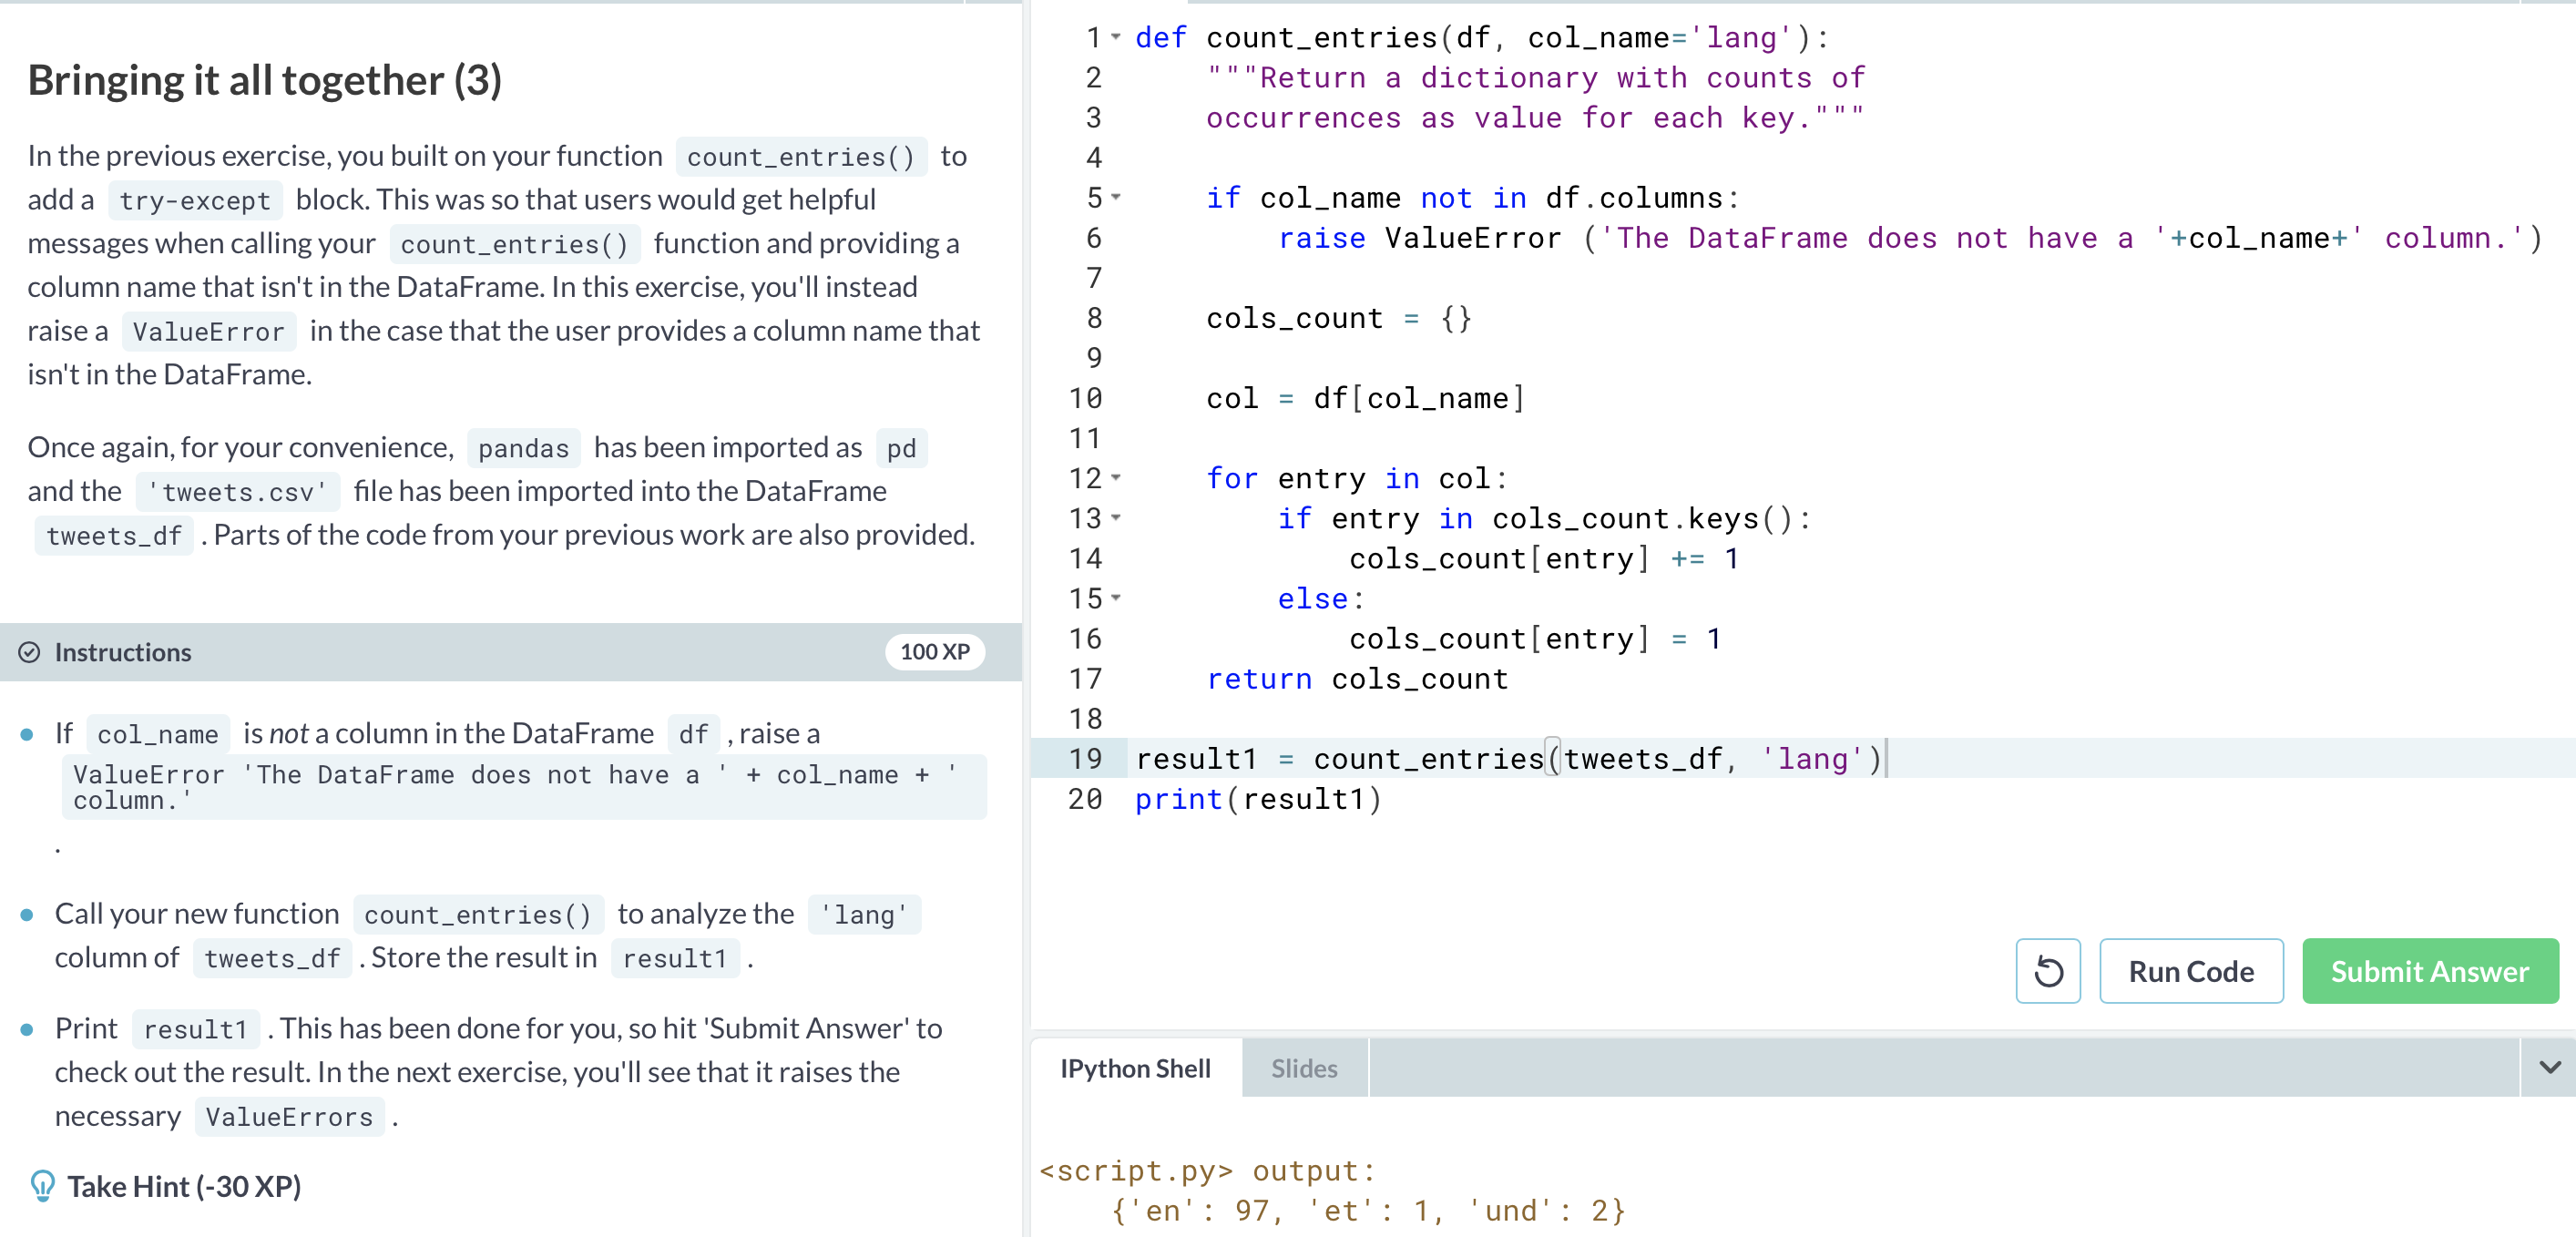 Bringing it all together (3)
In the previous exercise, you built on your function count_entries() to
add a try-except block. This was so that users would get helpful
messages when calling your count_entries() function and providing a
column name that isn't in the DataFrame. In this exercise, you'll instead
raise a ValueError in the case that the user provides a column name that
isn't in the DataFrame.
Once again, for your convenience, pandas has been imported as pd
and the 'tweets.csv' file has been imported into the DataFrame
tweets_df . Parts of the code from your previous work are also provided.
Instructions
100 XP
If col_name is not a column in the DataFrame df , raise a
ValueError 'The DataFrame does not have a ' + col_name + '
column.'
.
Call your new function count_entries() to analyze the 'lang'
column of tweets_df . Store the result in result1 .
Print result1 . This has been done for you, so hit 'Submit Answer' to
check out the result. In the next exercise, you'll see that it raises the
necessary ValueErrors .
Take Hint (-30 XP)
1 def count_entries(df, col_name='lang'):
2     """Return a dictionary with counts of
3     occurrences as value for each key."""
4
5     if col_name not in df.columns:
6         raise ValueError ('The DataFrame does not have a '+col_name+' column.')
7
8     cols_count = {}
9
10     col = df[col_name]
11
12     for entry in col:
13         if entry in cols_count.keys():
14             cols_count[entry] += 1
15         else:
16             cols_count[entry] = 1
17     return cols_count
18
19 result1 = count_entries(tweets_df, 'lang')
20 print(result1)
Run Code
Submit Answer
IPython Shell
Slides
<script.py> output:
    {'en': 97, 'et': 1, 'und': 2}